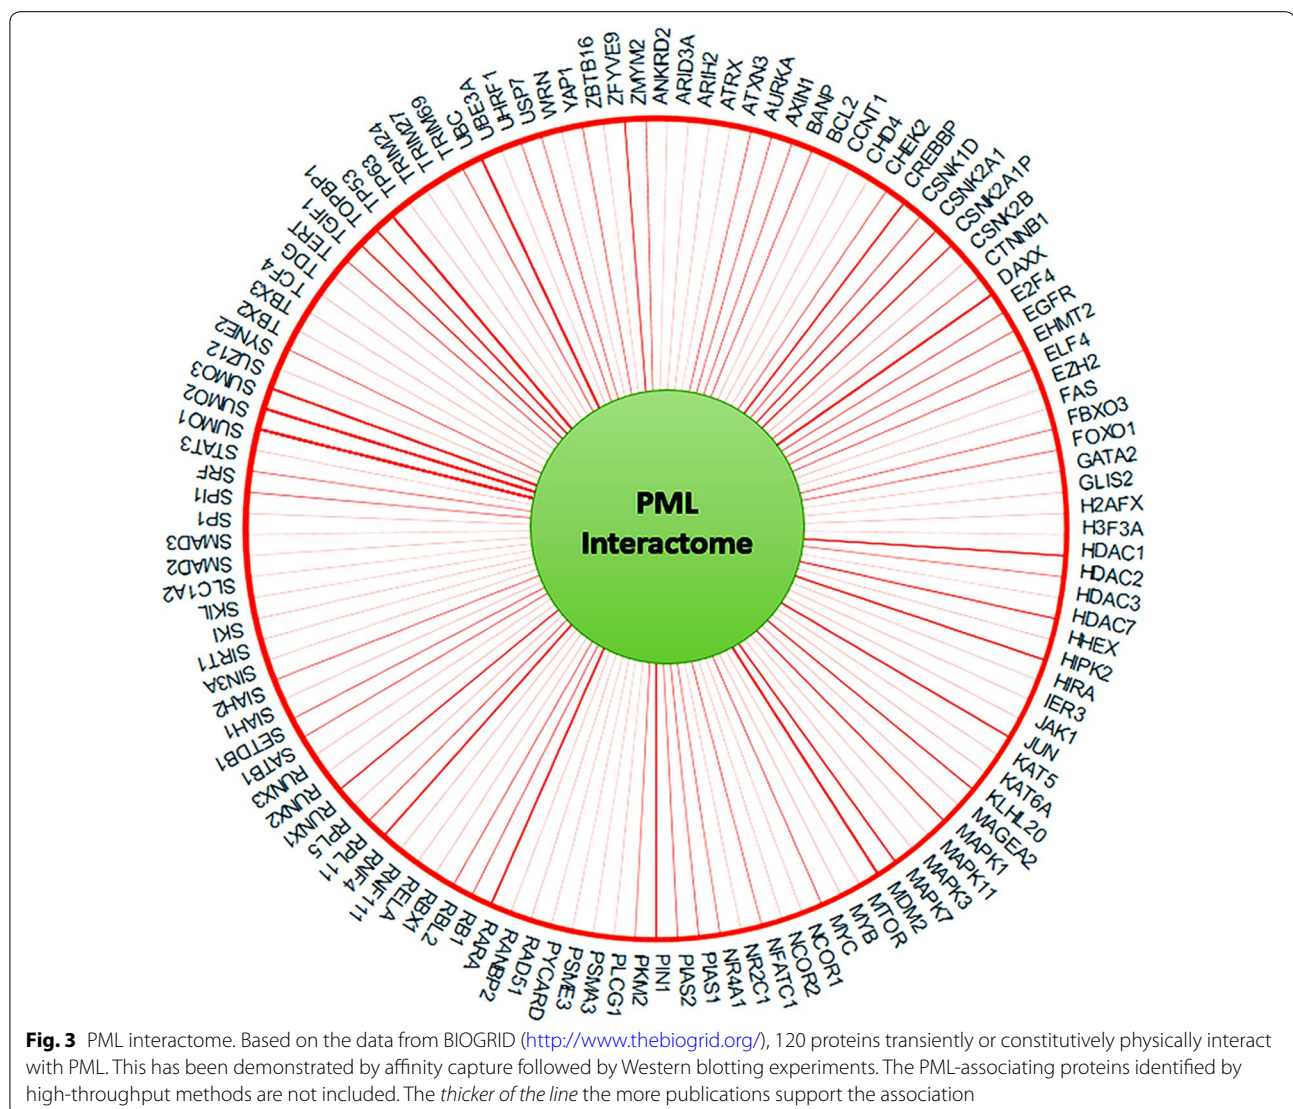 ANKRD2
ARID3A
ARIH2
ATRX
ATXN3
AURKA
AXIN1
BANP
BCL2
CCNT1
CHD4
CHEK2
CREBBP
CSNK1D
CSNK2A1
CSNK2A1P
CSNK2B
CTNNB1
DAXX
E2F4
EGFR
EHMT2
ELF4
EZH2
FAS
FBXO3
FOXO1
GATA2
GLIS2
H2AFX
H3F3A
HDAC1
HDAC2
HDAC3
HDAC7
HHEX
HIPK2
HIRA
IER3
JAK1
JUN
KAT5
KAT6A
KLHL20
MAGEA2
MAPK1
MAPK11
MAPK3
MAPK7
MDM2
MTOR
MYB
MYC
NCOR1
NCOR2
NFATC1
NR2C1
NR4A1
PIAS1
PIAS2
PIN1
PKM2
PLCG1
PSMA3
PSME3
PYCARD
RAD51
RANBP2
RARA
RB1
RBL2
RBX1
RELA
RNF111
RNF4
RPL11
RPL5
RUNX1
RUNX2
RUNX3
SATB1
SETDB1
SIAH1
SIAH2
SIN3A
SIRT1
SKI
SKIL
SLC1A2
SMAD2
SMAD3
SP1
SPI1
SRF
STAT3
SUMO1
SUMO2
SUMO3
SUZ12
SYNE2
TBX2
TBX3
TCF4
TDG
TERT
TGIF1
TOPBP1
TP53
TP63
TRIM24
TRIM27
TRIM69
UBC
UBE3A
UHRF1
USP7
WRN
YAP1
ZBTB16
ZFYVE9
ZMYM2
PML
Interactome
Fig. 3 PML interactome. Based on the data from BIOGRID (http://www.thebiogrid.org/), 120 proteins transiently or constitutively physically interact
with PML. This has been demonstrated by affinity capture followed by Western blotting experiments. The PML-associating proteins identified by
high-throughput methods are not included. The thicker of the line the more publications support the association